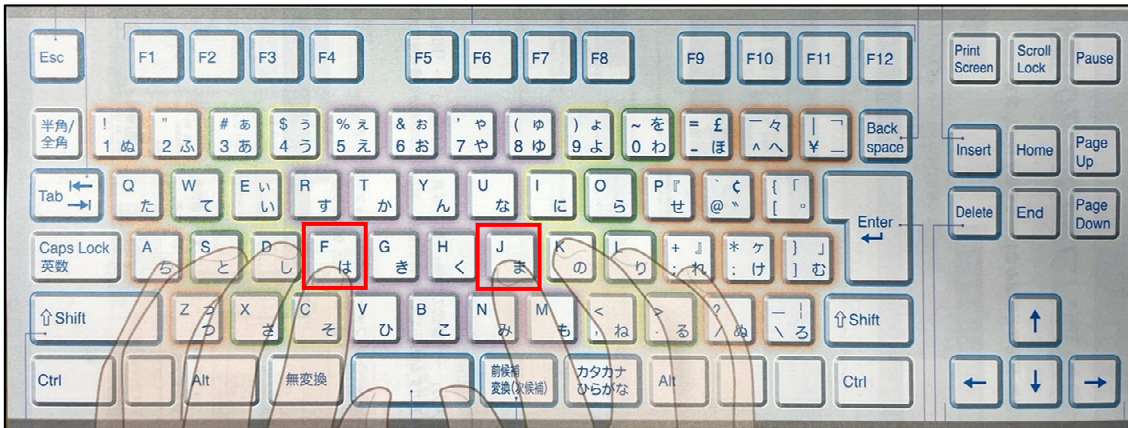 Esc F1 F2 F3 F4 F5 F6 F7 F8 F9 F10 F11 F12 Print Screen Scroll Lock Pause
半角/全角 ! 1 ぬ " 2 ふ # ぁ 3 あ $ ぅ 4 う % ぇ 5 え & ぉ 6 お ' ゃ 7 や ( ゅ 8 ゆ ) ょ 9 よ ~ を 0 わ = £ - ほ ¯ 々 ^ へ | ¬ ¥ ー Back space Insert Home Page Up
Tab Q た W て E ぃ い R す T か Y ん U な I に O ら P 『 せ ` ¢ @ ゛ { 「 [ ゜ Enter Delete End Page Down
Caps Lock 英数 A ち S と D し F は G き H く J ま K の L り + 』 ; れ * ヶ : け } 」 ] む
⇧Shift Z っ つ X さ C そ V ひ B こ N み M も < , ね > . る ? / め _ ¦ \ ろ ⇧Shift ↑
Ctrl Alt 無変換 前候補 変換(次候補) カタカナ ひらがな Alt Ctrl ← ↓ →